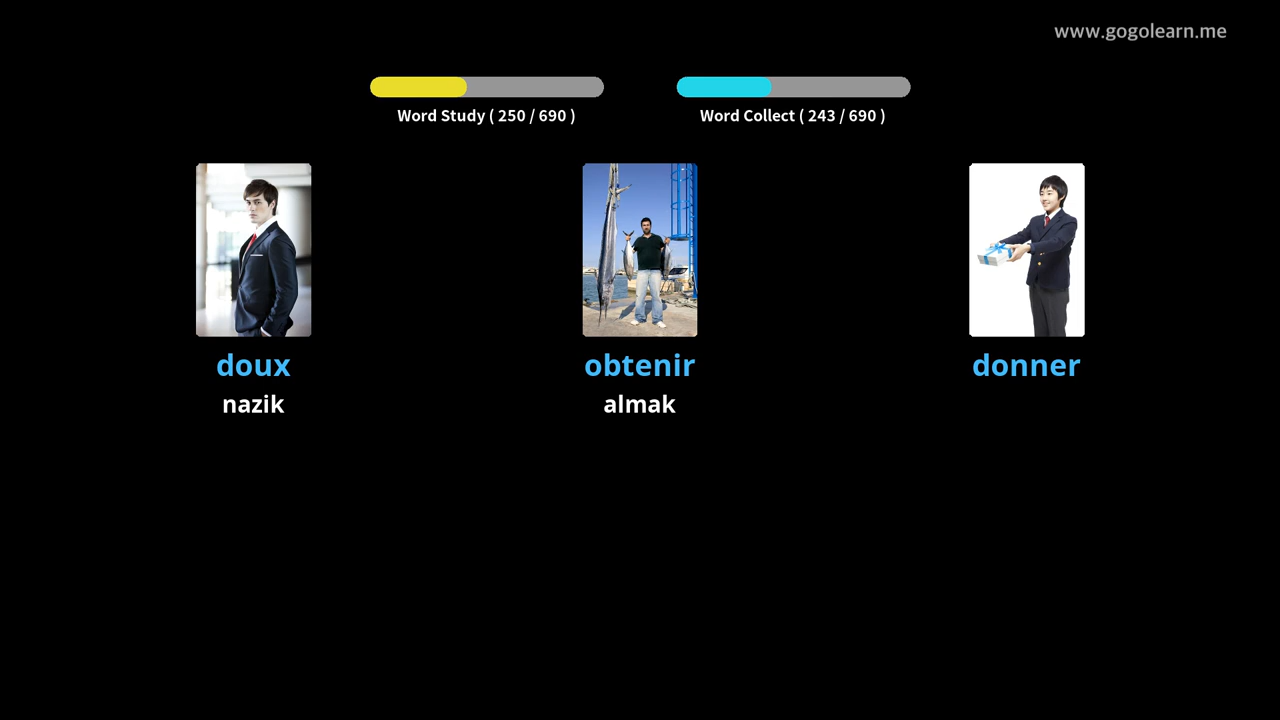 www.gogolearn.me
Word Study ( 250 / 690 )
Word Collect ( 243 / 690 )
doux
nazik
obtenir
almak
donner